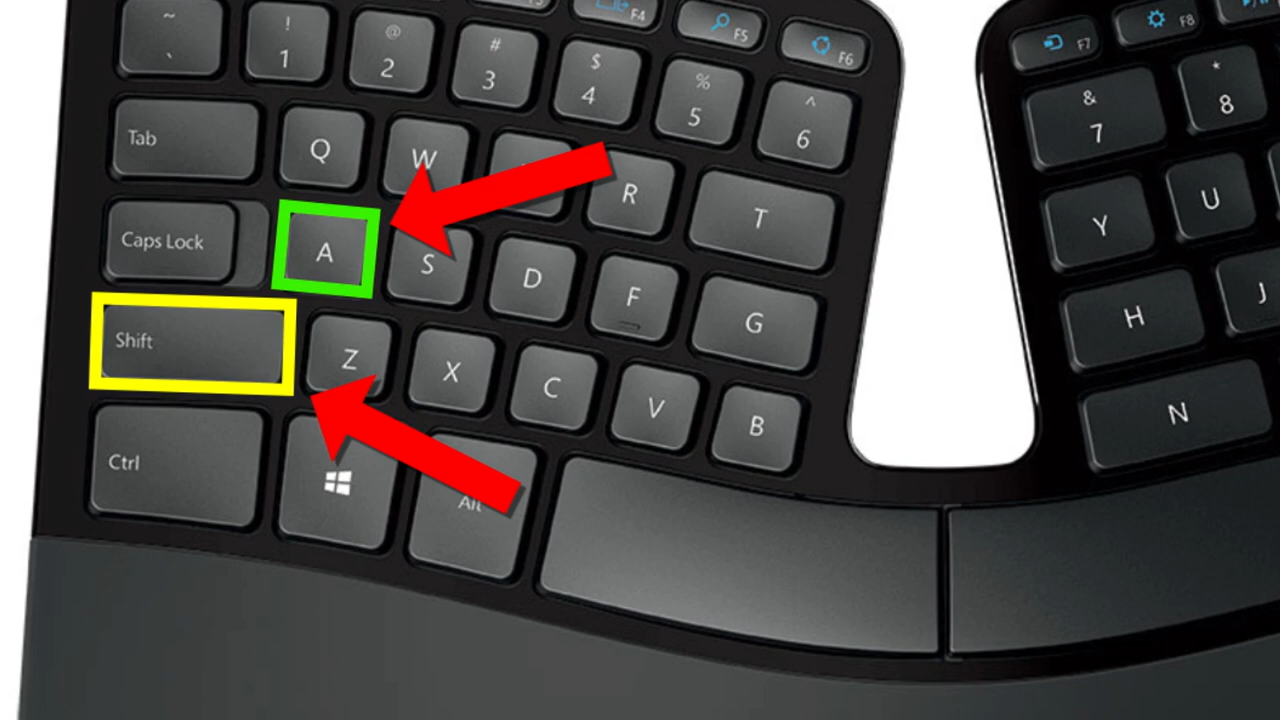 F4 F5 F6 F7 F8
~ ! @ # $ % ^ & *
` 1 2 3 4 5 6 7 8
Tab Q W R T Y U
Caps Lock A S D F G H J
Shift Z X C V B N
Ctrl Alt